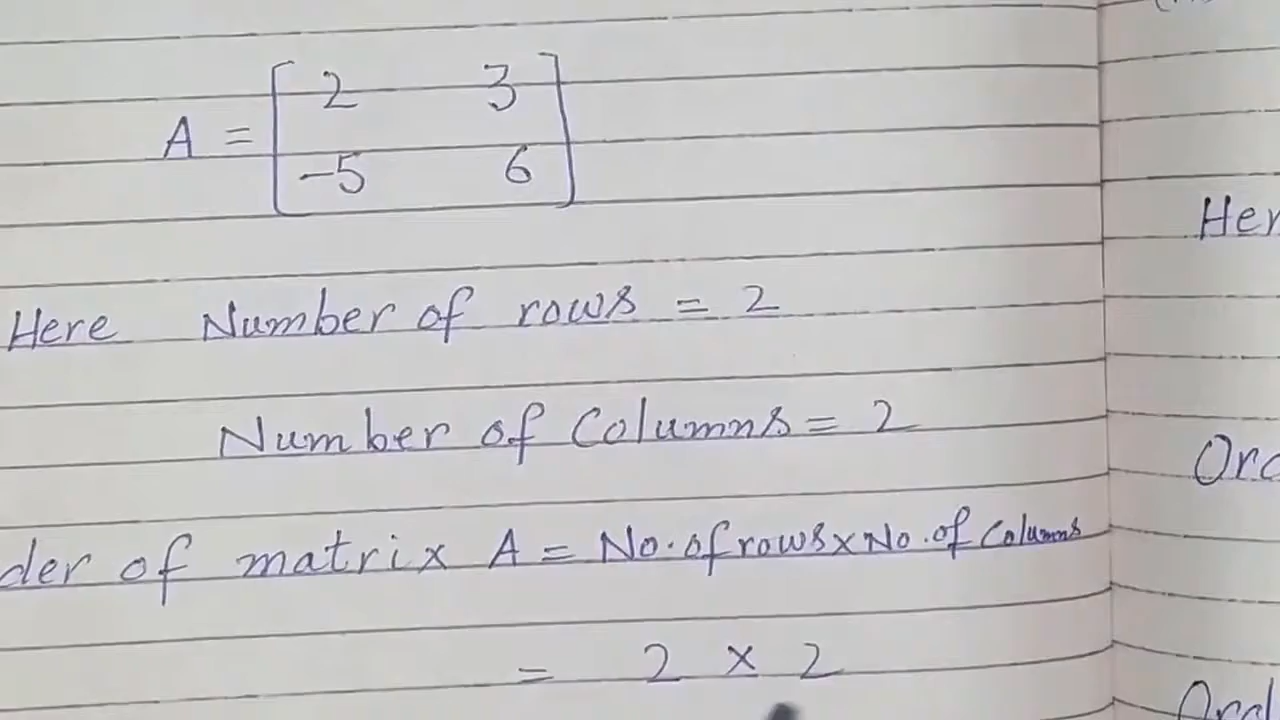 A = [ 2 3
-5 6 ]
Here Number of rows = 2
Number of Columns = 2
der of matrix A = No. of rows x No. of Columns
= 2 x 2
Her
Ord
Ord